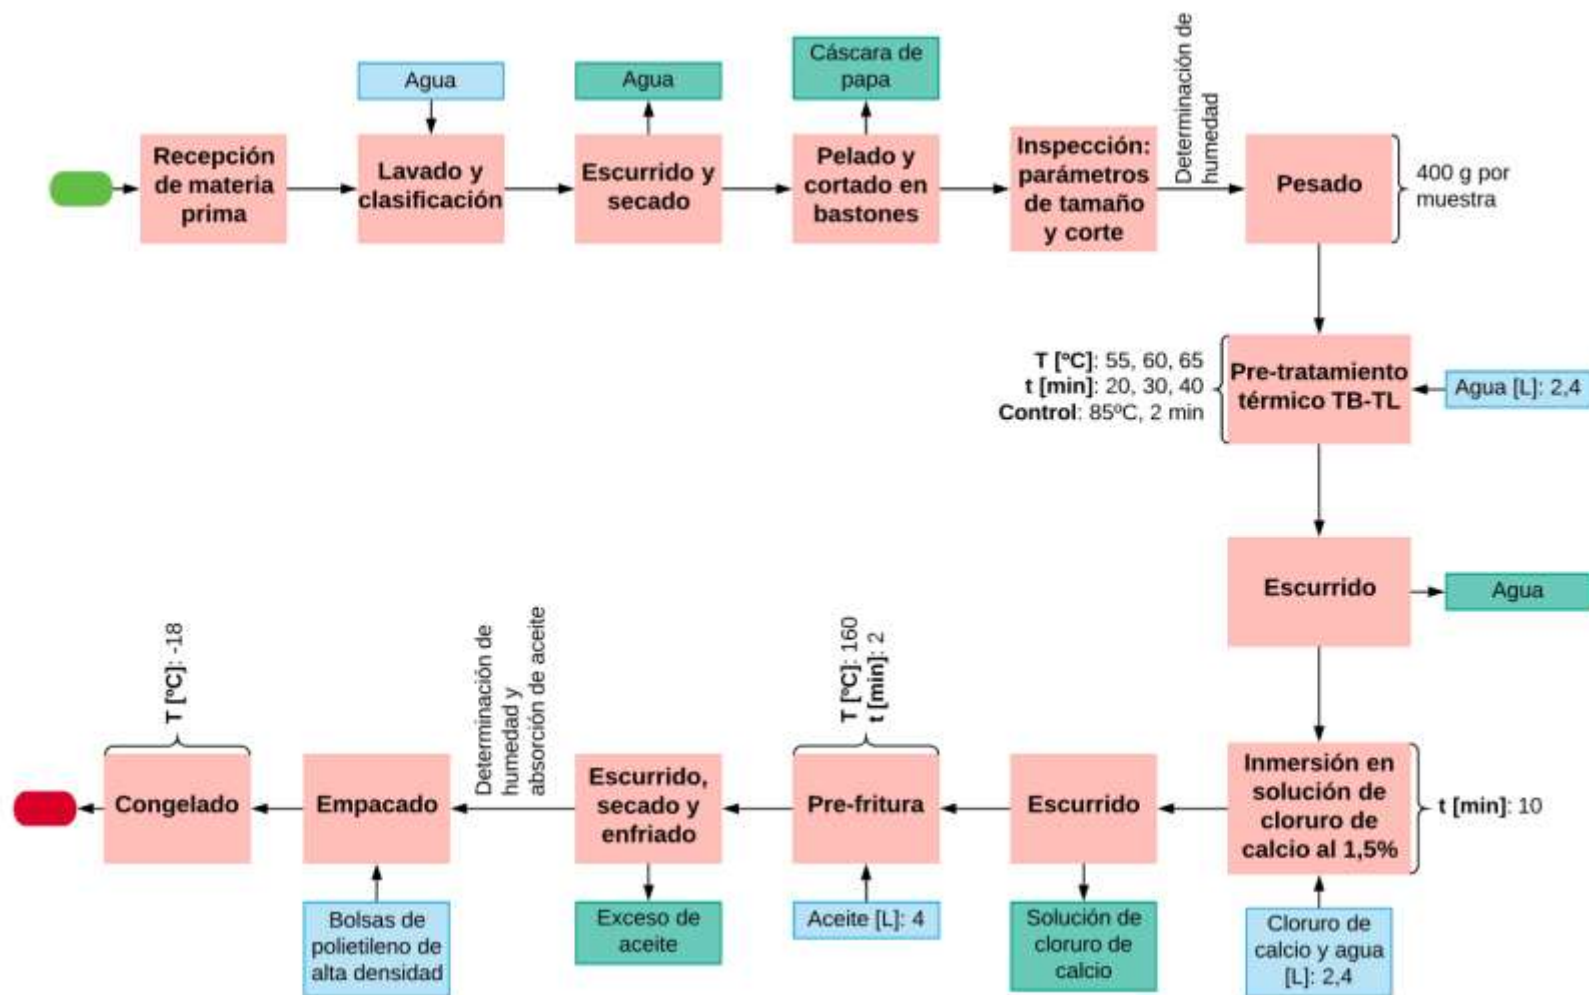 Agua
Agua
Cáscara de
papa
Determinación de
humedad
Recepción
de materia
prima
Lavado y
clasificación
Escurrido y
secado
Pelado y
cortado en
bastones
Inspección:
parámetros
de tamaño
y corte
Pesado
400 g por
muestra
T [ºC]: 55, 60, 65
t [min]: 20, 30, 40
Control: 85ºC, 2 min
Pre-tratamiento
térmico TB-TL
Agua [L]: 2,4
Escurrido
Agua
Inmersión en
solución de
cloruro de
calcio al 1,5%
t [min]: 10
Cloruro de
calcio y agua
[L]: 2,4
Escurrido
Solución de
cloruro de
calcio
T [ºC]: 160
t [min]: 2
Pre-fritura
Aceite [L]: 4
Escurrido,
secado y
enfriado
Exceso de
aceite
Determinación de
humedad y
absorción de aceite
Empacado
Bolsas de
polietileno de
alta densidad
T [ºC]: -18
Congelado